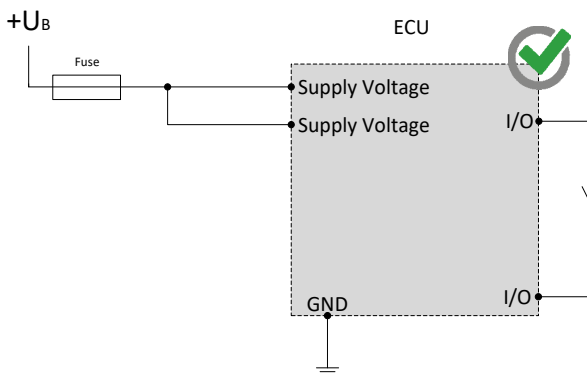 +UB
ECU
Fuse
Supply Voltage
Supply Voltage
I/O
GND
I/O